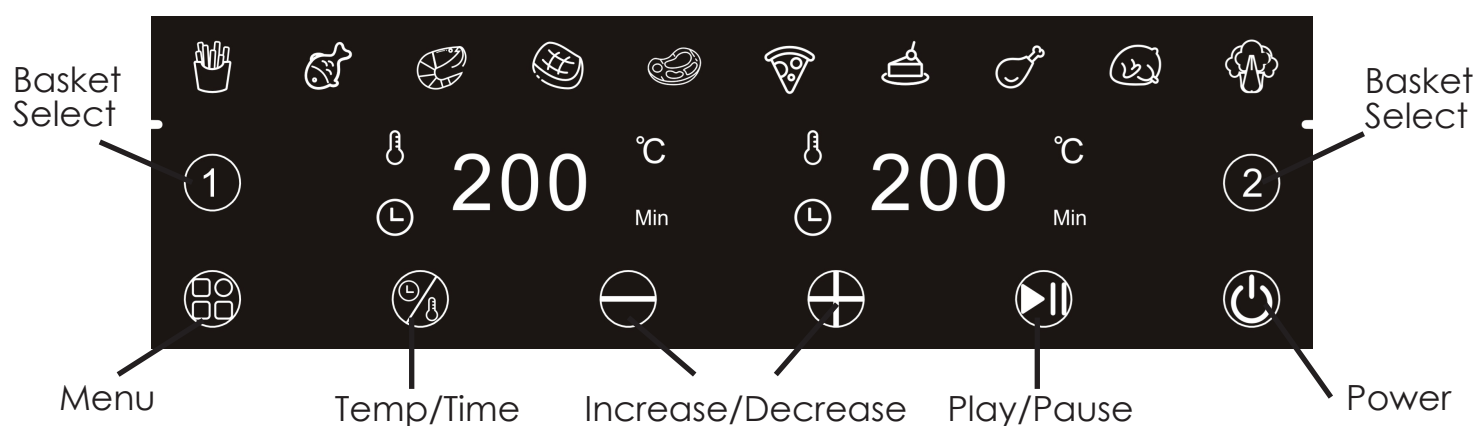 Basket
Select
Basket
Select
1
200
°C
Min
200
°C
Min
2
Menu
Temp/Time
Increase/Decrease
Play/Pause
Power